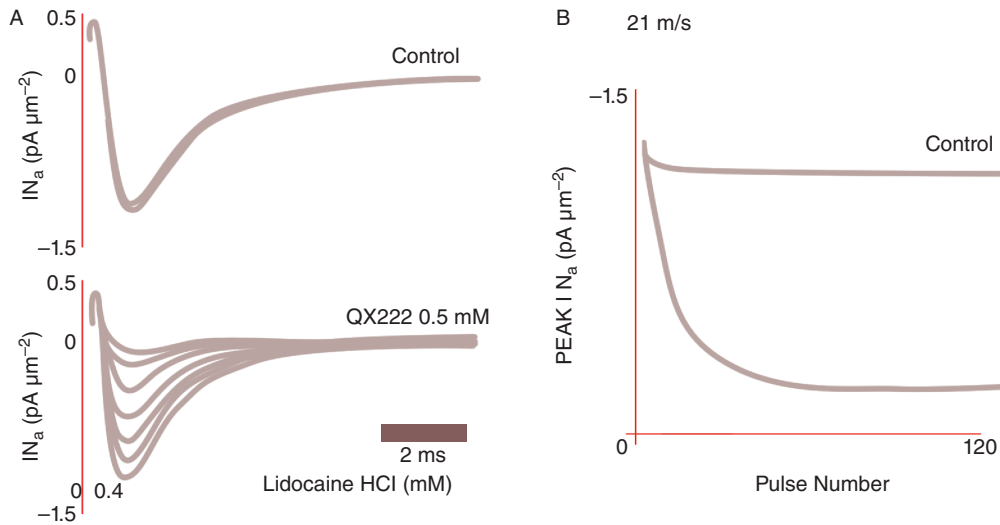 A
0.5
0
–1.5
INₐ (pA µm⁻²)
Control
0.5
0
–1.5
INₐ (pA µm⁻²)
QX222 0.5 mM
2 ms
0 0.4
Lidocaine HCI (mM)
B
21 m/s
–1.5
PEAK I Nₐ (pA µm⁻²)
Control
0
120
Pulse Number